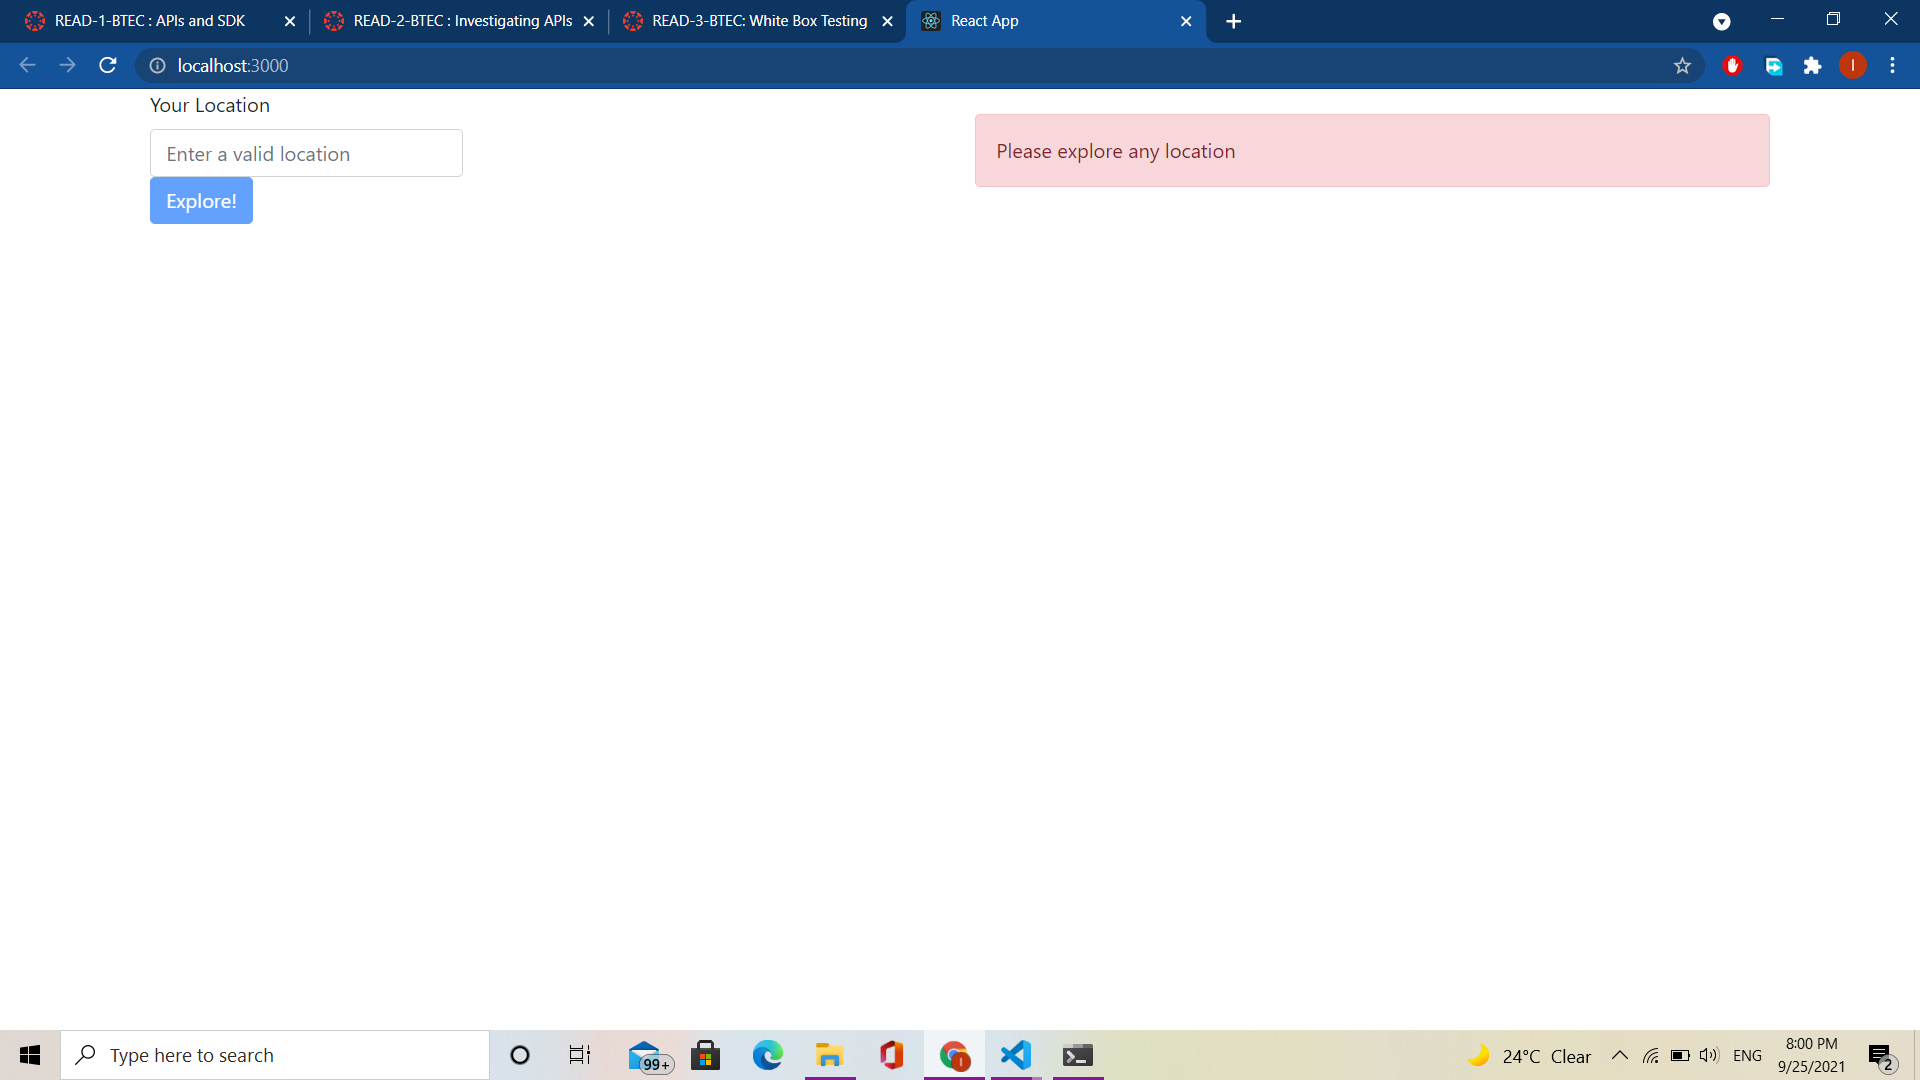 READ-1-BTEC : APIs and SDK
READ-2-BTEC : Investigating APIs
READ-3-BTEC: White Box Testing
React App
localhost:3000
I
Your Location
Enter a valid location
Explore!
Please explore any location
Type here to search
99+
I
24°C Clear
ENG
8:00 PM
9/25/2021
2